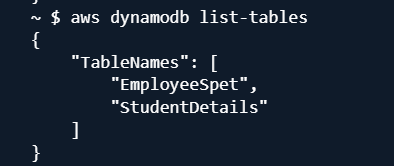 ~ $ aws dynamodb list-tables
{
    "TableNames": [
        "EmployeeSpet",
        "StudentDetails"
    ]
}